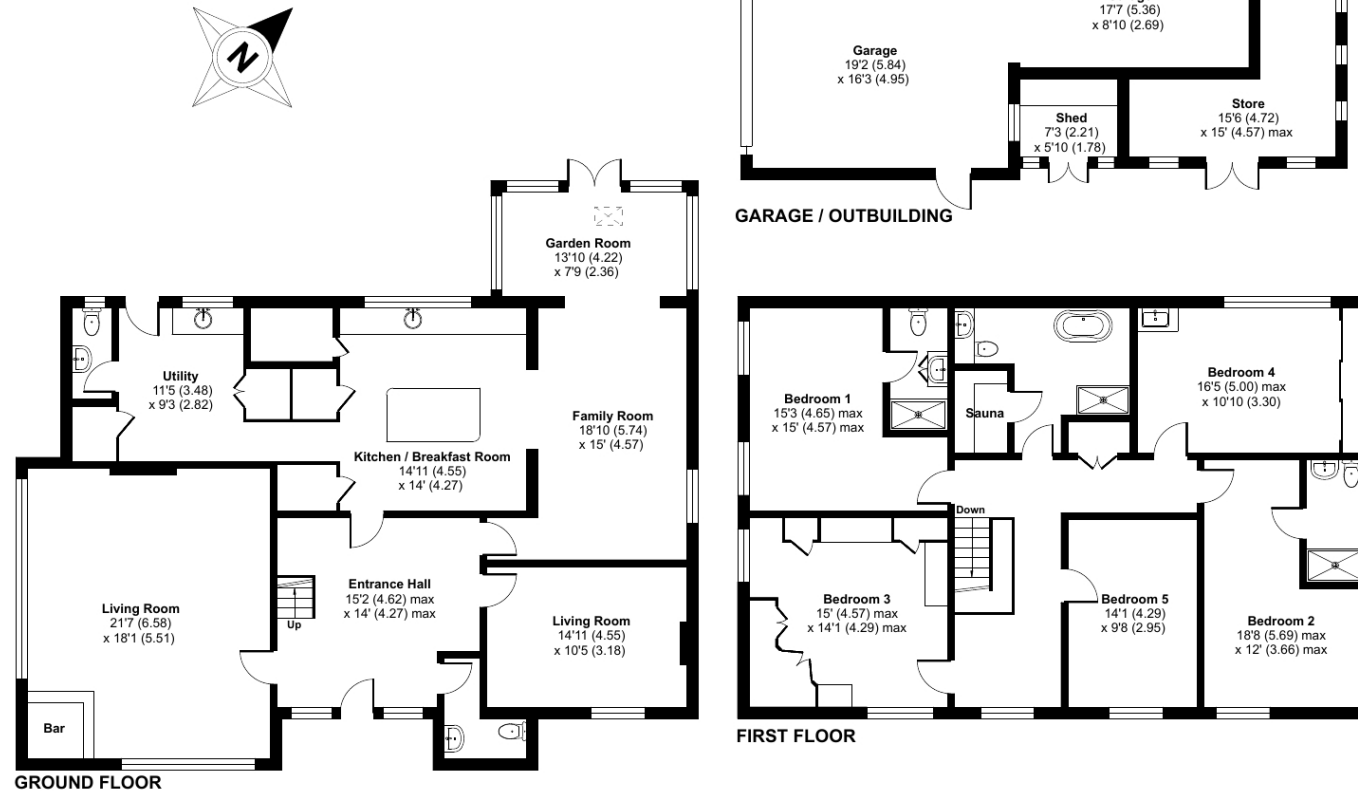 N
17'7 (5.36)
x 8'10 (2.69)
Garage
19'2 (5.84)
x 16'3 (4.95)
Shed
7'3 (2.21)
x 5'10 (1.78)
Store
15'6 (4.72)
x 15' (4.57) max
GARAGE / OUTBUILDING
Garden Room
13'10 (4.22)
x 7'9 (2.36)
Utility
11'5 (3.48)
x 9'3 (2.82)
Family Room
18'10 (5.74)
x 15' (4.57)
Kitchen / Breakfast Room
14'11 (4.55)
x 14' (4.27)
Entrance Hall
15'2 (4.62) max
x 14' (4.27) max
Up
Living Room
21'7 (6.58)
x 18'1 (5.51)
Living Room
14'11 (4.55)
x 10'5 (3.18)
Bar
GROUND FLOOR
Bedroom 1
15'3 (4.65) max
x 15' (4.57) max
Sauna
Bedroom 4
16'5 (5.00) max
x 10'10 (3.30)
Down
Bedroom 3
15' (4.57) max
x 14'1 (4.29) max
Bedroom 5
14'1 (4.29)
x 9'8 (2.95)
Bedroom 2
18'8 (5.69) max
x 12' (3.66) max
FIRST FLOOR